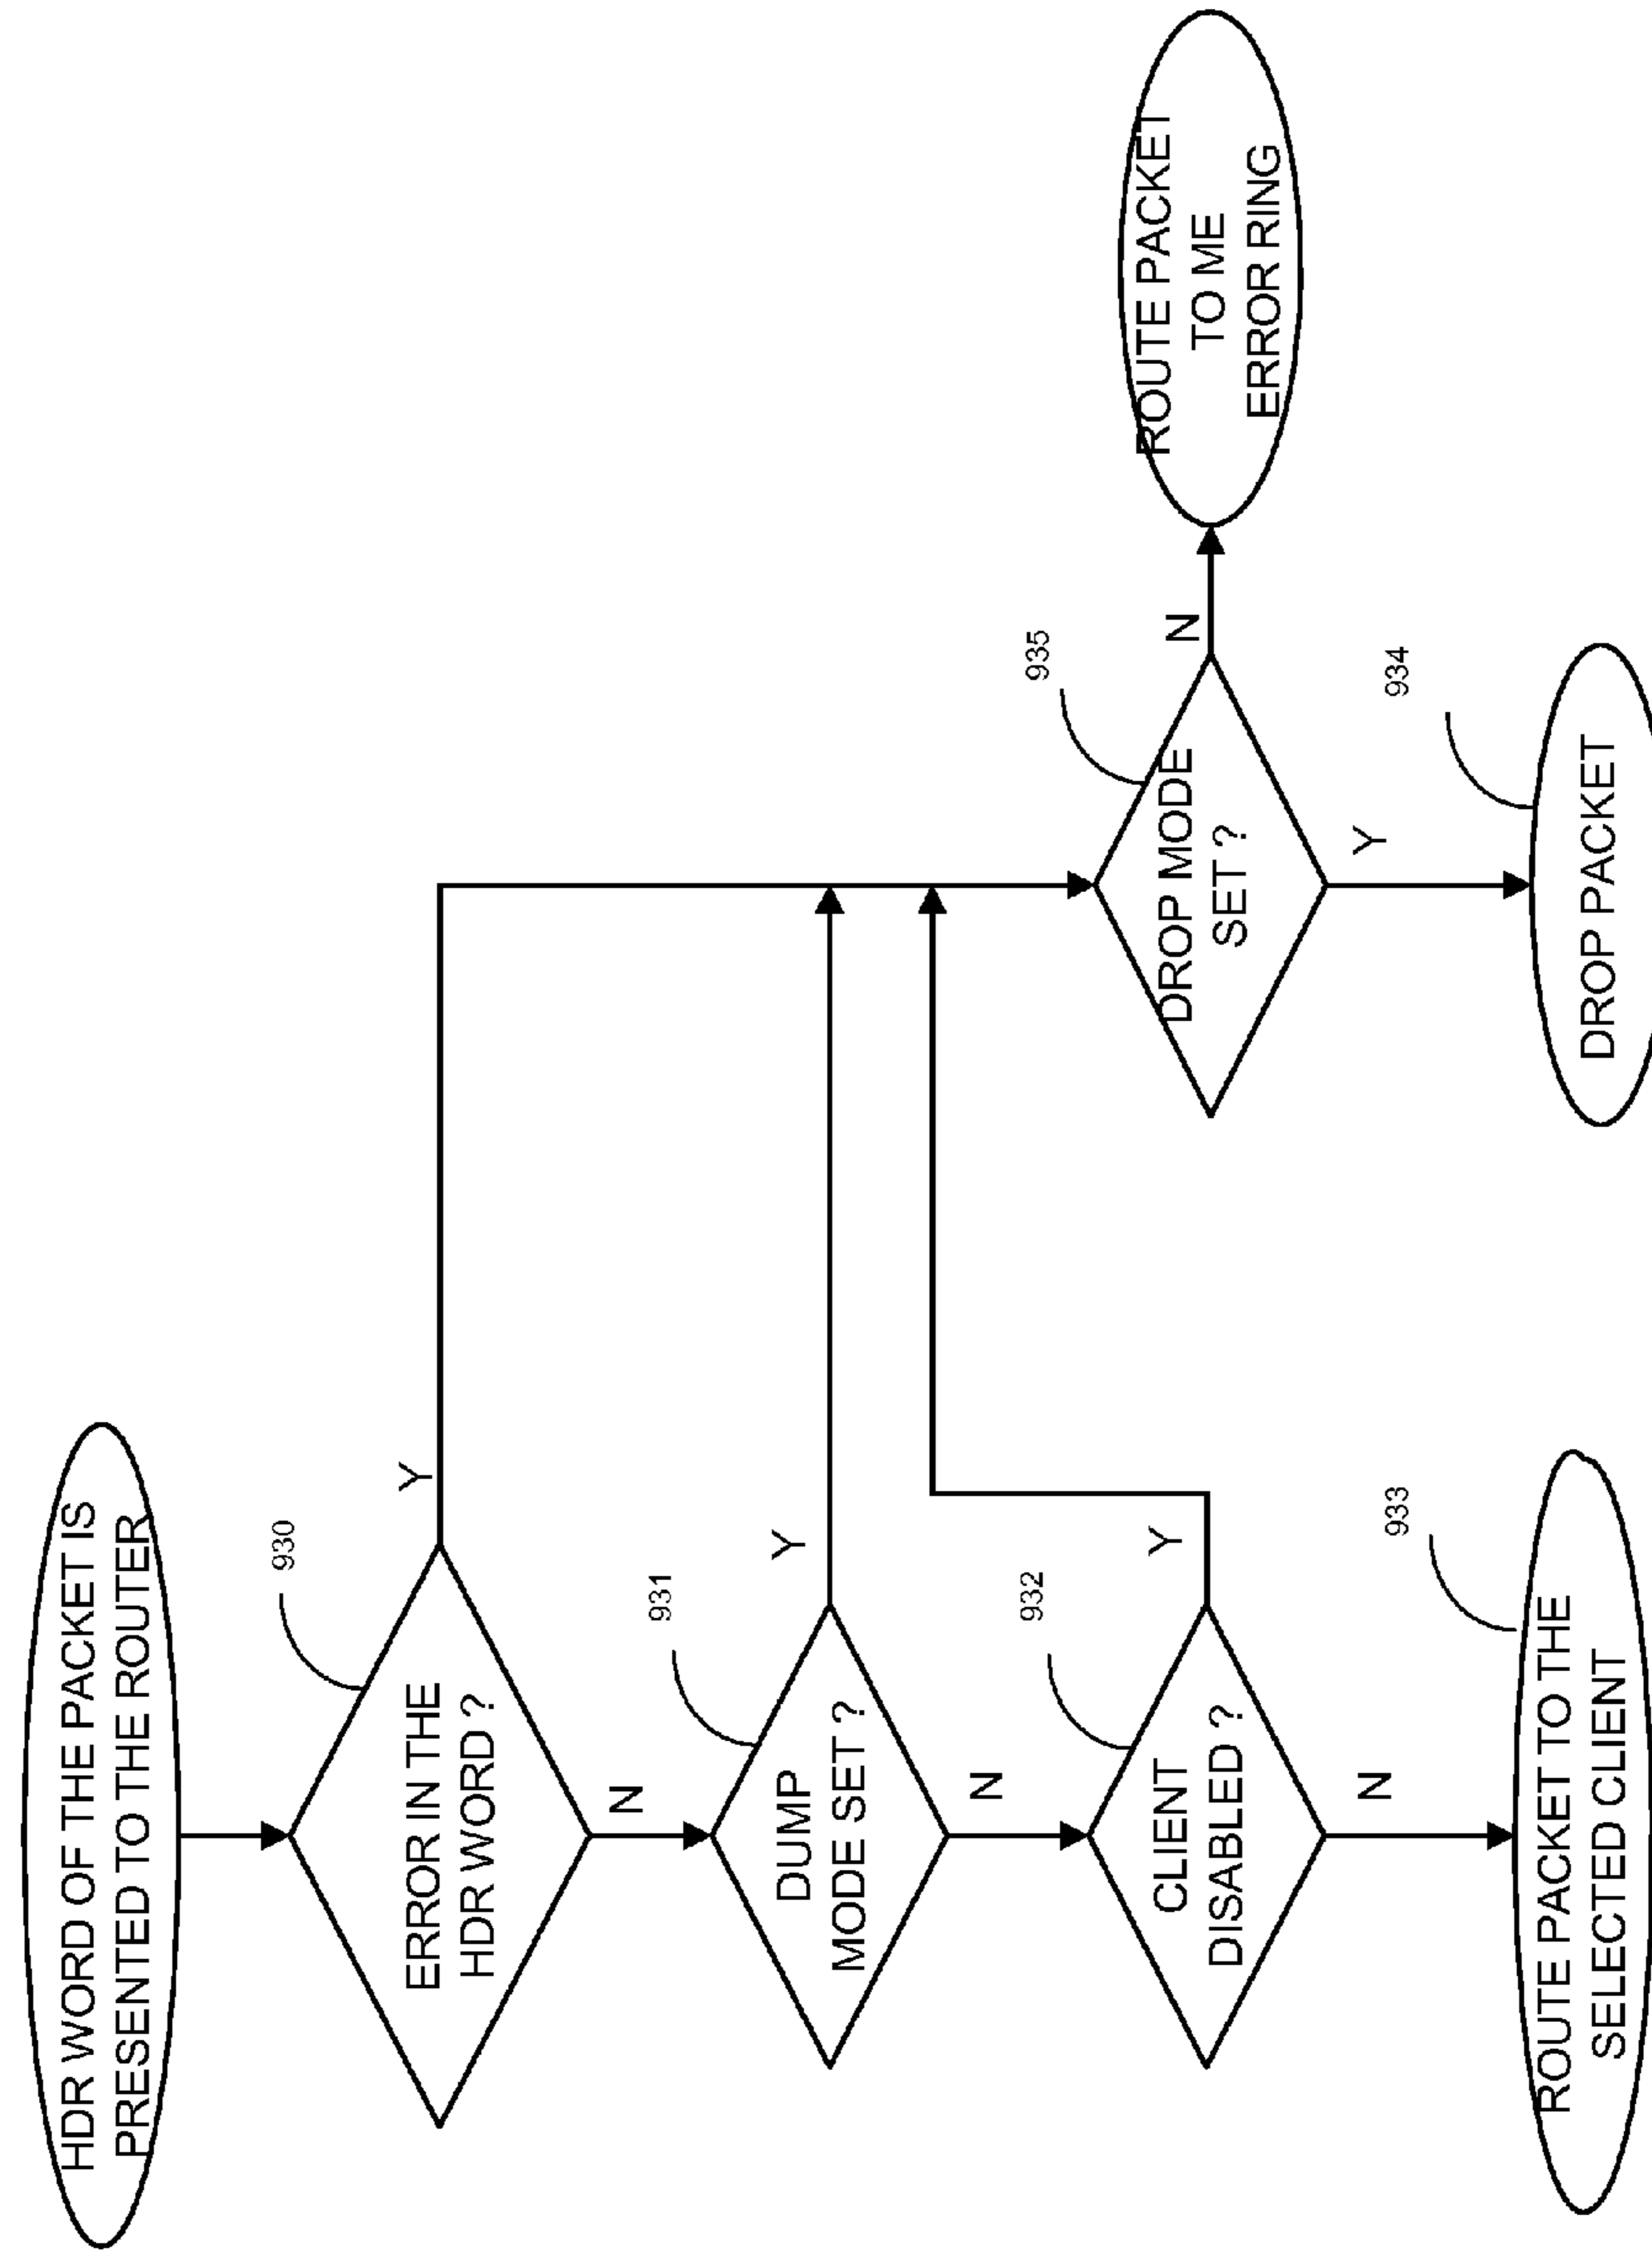 HDR WORD OF THE PACKET IS
PRESENTED TO THE ROUTER
930
ERROR IN THE
HDR WORD ?
Y
N
931
DUMP
MODE SET ?
Y
N
932
CLIENT
DISABLED ?
Y
N
933
ROUTE PACKET TO THE
SELECTED CLIENT
935
DROP MODE
SET ?
N
Y
ROUTE PACKET
TO ME
ERROR RING
934
DROP PACKET